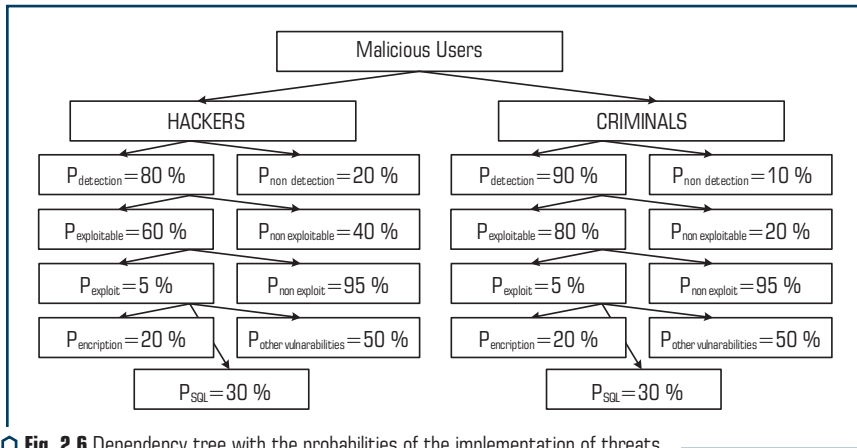 Malicious Users
HACKERS CRIMINALS
P detection = 80 % P non detection = 20 % P detection = 90 % P non detection = 10 %
P exploitable = 60 % P non exploitable = 40 % P exploitable = 80 % P non exploitable = 20 %
P exploit = 5 % P non exploit = 95 % P exploit = 5 % P non exploit = 95 %
P encription = 20 % P other vulnarabilities = 50 % P encription = 20 % P other vulnarabilities = 50 %
P SQL = 30 % P SQL = 30 %
Fig. 2.6 Dependency tree with the probabilities of the implementation of threats